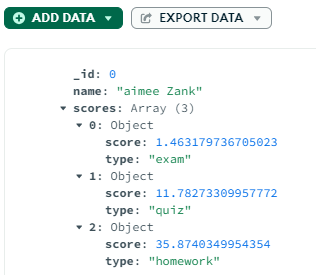 ADD DATA EXPORT DATA
_id: 0
name: "aimee Zank"
scores: Array (3)
0: Object
score: 1.463179736705023
type: "exam"
1: Object
score: 11.78273309957772
type: "quiz"
2: Object
score: 35.8740349954354
type: "homework"